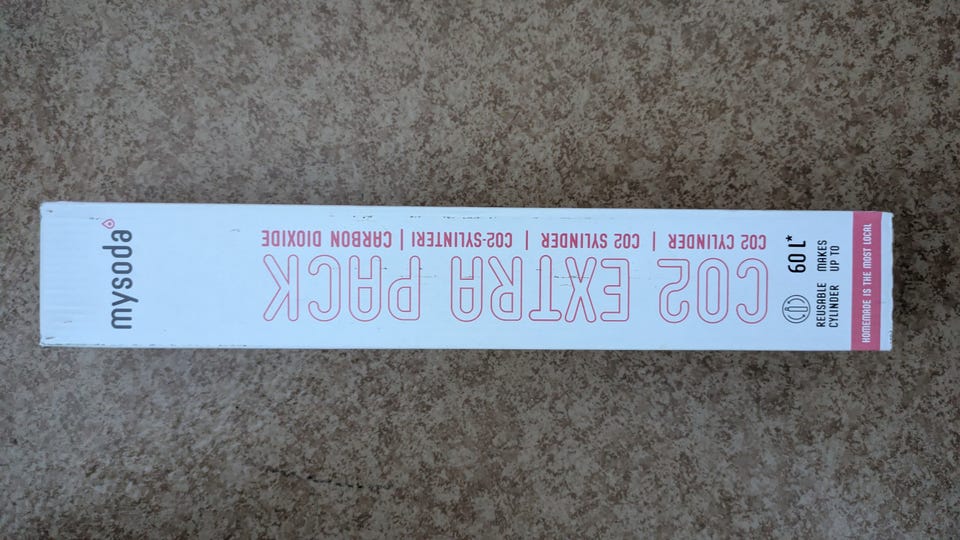 mysoda
CO2 EXTRA PACK
CO2 CYLINDER | CO2 SYLINDER | CO2-SYLINTERI | CARBON DIOXIDE
REUSABLE
CYLINDER
MAKES
UP TO
60 L*
HOMEMADE IS THE MOST LOCAL